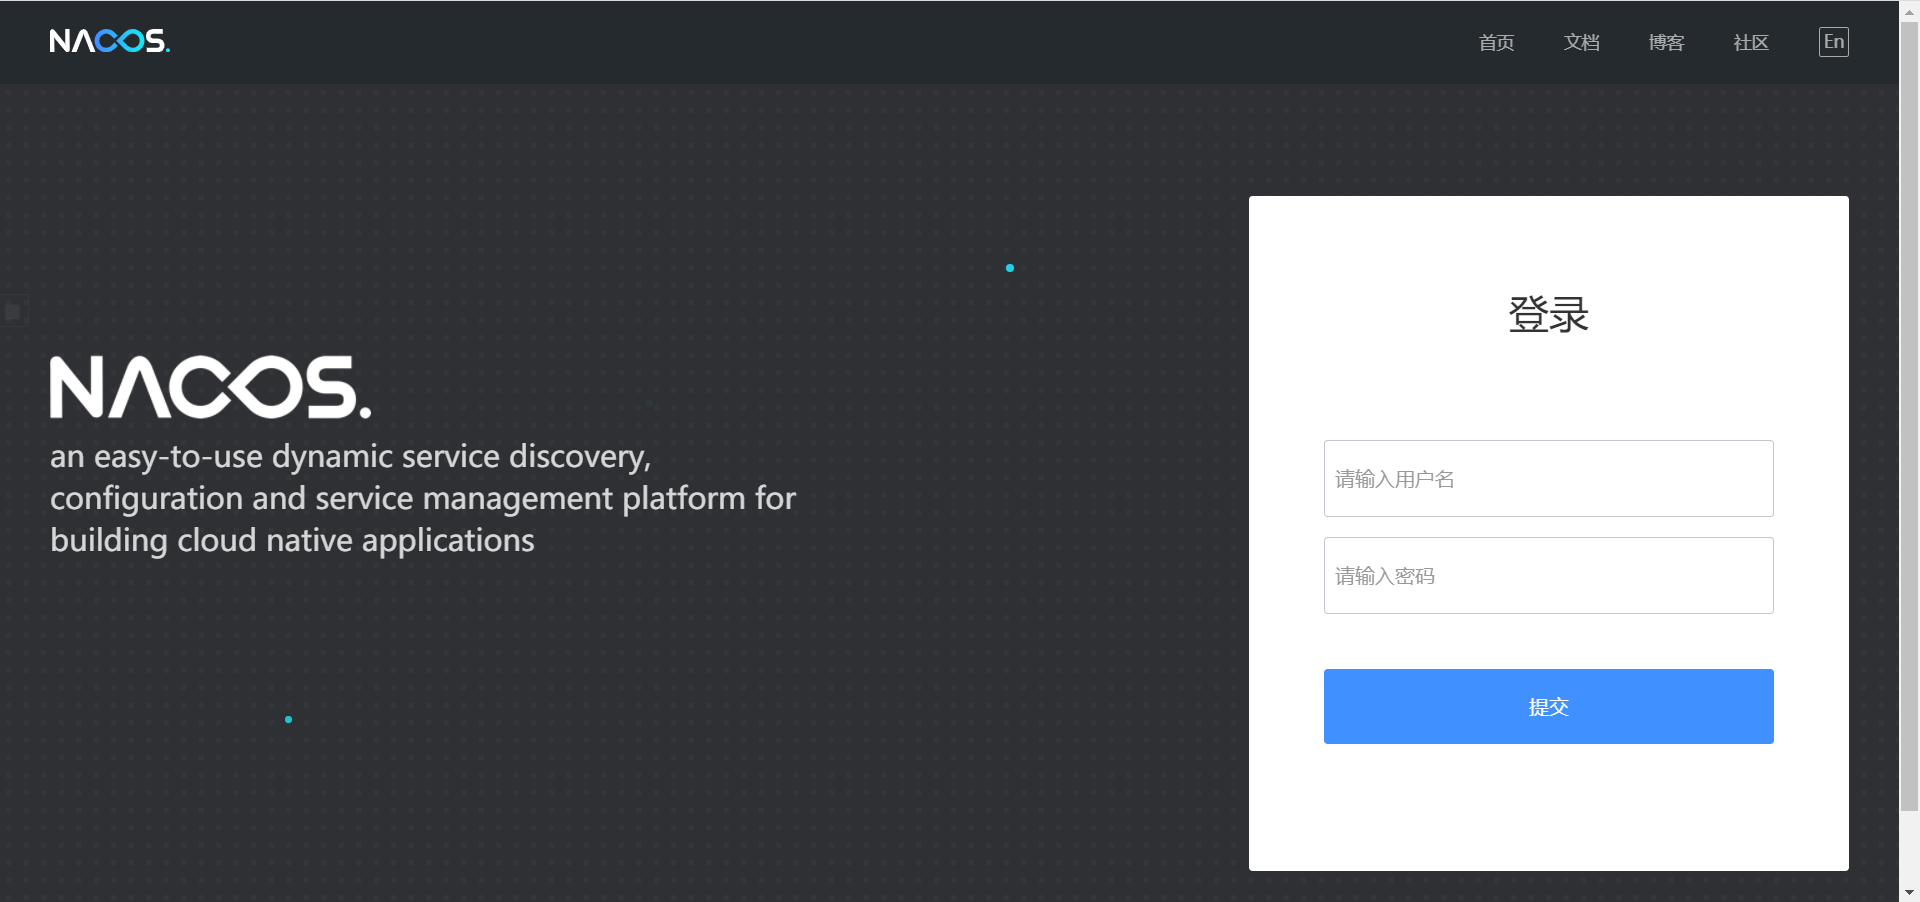 NACOS.
首页
文档
博客
社区
En
NACOS.
an easy-to-use dynamic service discovery,
configuration and service management platform for
building cloud native applications
登录
请输入用户名
请输入密码
提交